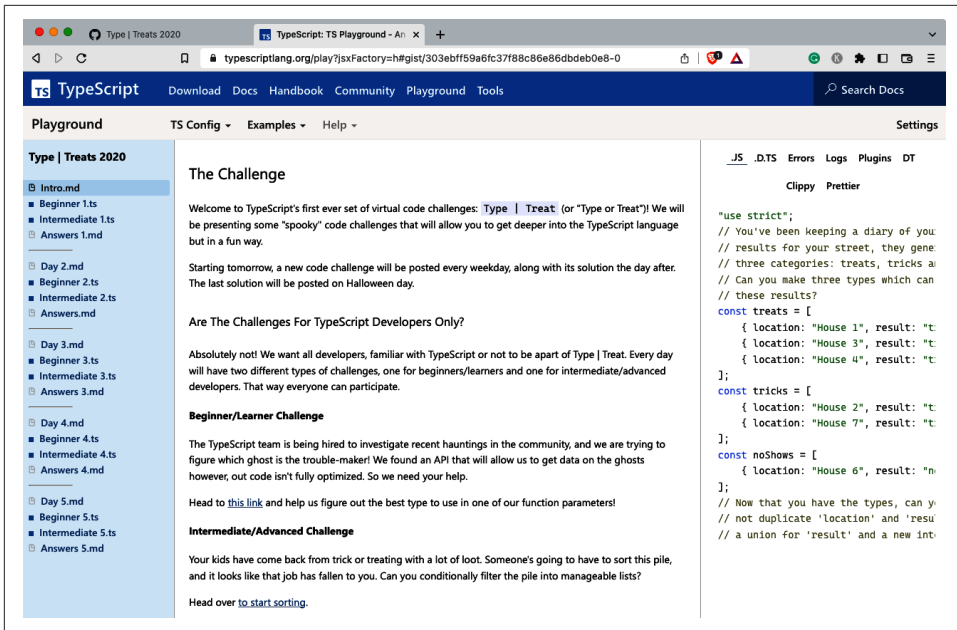 Type | Treats 2020
TypeScript: TS Playground - An
typescriptlang.org/play?jsxFactory=h#gist/303ebff59a6fc37f88c86e86dbdeb0e8-0
TS TypeScript
Download Docs Handbook Community Playground Tools
Search Docs
Playground
TS Config Examples Help
Settings
Type | Treats 2020
Intro.md
Beginner 1.ts
Intermediate 1.ts
Answers 1.md
Day 2.md
Beginner 2.ts
Intermediate 2.ts
Answers.md
Day 3.md
Beginner 3.ts
Intermediate 3.ts
Answers 3.md
Day 4.md
Beginner 4.ts
Intermediate 4.ts
Answers 4.md
Day 5.md
Beginner 5.ts
Intermediate 5.ts
Answers 5.md
The Challenge
Welcome to TypeScript's first ever set of virtual code challenges: Type | Treat (or "Type or Treat")! We will
be presenting some "spooky" code challenges that will allow you to get deeper into the TypeScript language
but in a fun way.
Starting tomorrow, a new code challenge will be posted every weekday, along with its solution the day after.
The last solution will be posted on Halloween day.
Are The Challenges For TypeScript Developers Only?
Absolutely not! We want all developers, familiar with TypeScript or not to be apart of Type | Treat. Every day
will have two different types of challenges, one for beginners/learners and one for intermediate/advanced
developers. That way everyone can participate.
Beginner/Learner Challenge
The TypeScript team is being hired to investigate recent hauntings in the community, and we are trying to
figure which ghost is the trouble-maker! We found an API that will allow us to get data on the ghosts
however, out code isn't fully optimized. So we need your help.
Head to this link and help us figure out the best type to use in one of our function parameters!
Intermediate/Advanced Challenge
Your kids have come back from trick or treating with a lot of loot. Someone's going to have to sort this pile,
and it looks like that job has fallen to you. Can you conditionally filter the pile into manageable lists?
Head over to start sorting.
.JS .D.TS Errors Logs Plugins DT
Clippy Prettier
"use strict";
// You've been keeping a diary of you
// results for your street, they gene
// three categories: treats, tricks a
// Can you make three types which can
// these results?
const treats = [
{ location: "House 1", result: "t
{ location: "House 3", result: "t
{ location: "House 4", result: "t
];
const tricks = [
{ location: "House 2", result: "t
{ location: "House 7", result: "t
];
const noShows = [
{ location: "House 6", result: "n
];
// Now that you have the types, can y
// not duplicate 'location' and 'resu
// a union for 'result' and a new int